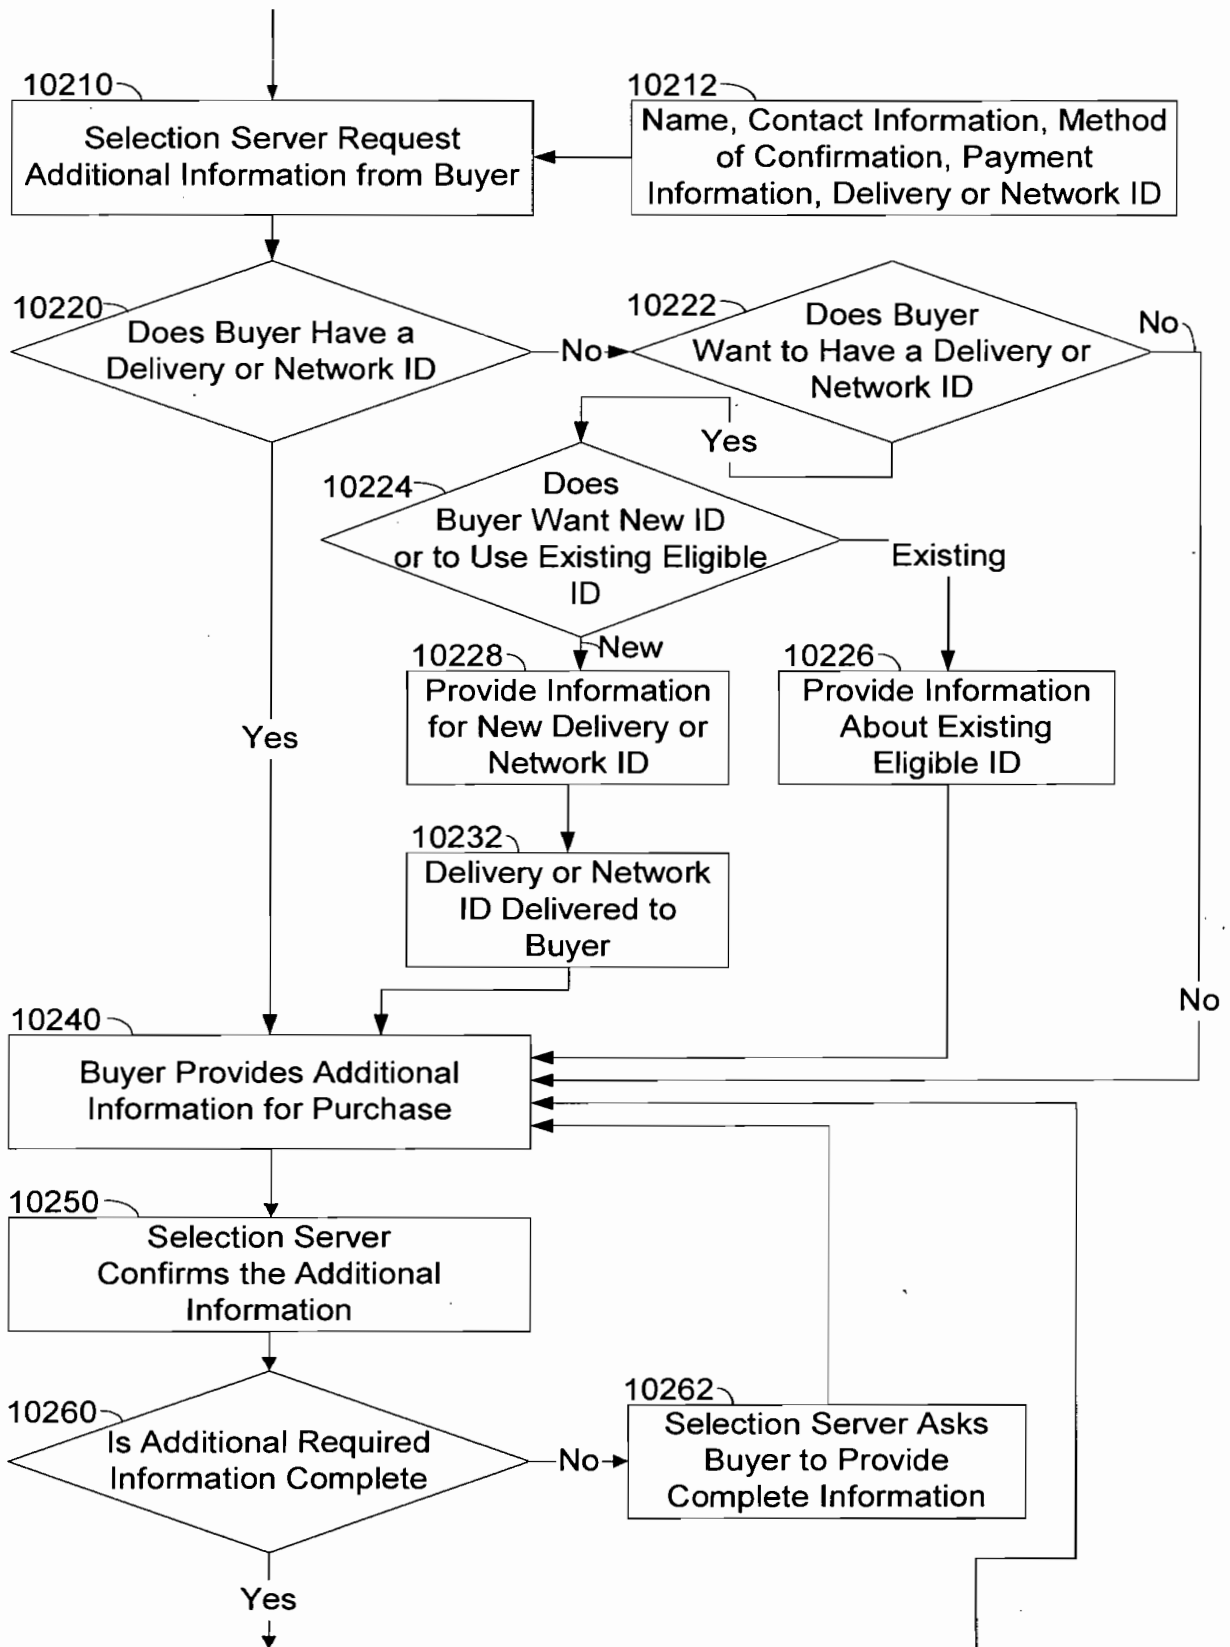 10210
Selection Server Request
Additional Information from Buyer
10212
Name, Contact Information, Method
of Confirmation, Payment
Information, Delivery or Network ID
10220
Does Buyer Have a
Delivery or Network ID
No
10222
Does Buyer
Want to Have a Delivery or
Network ID
No
Yes
10224
Does
Buyer Want New ID
or to Use Existing Eligible
ID
Existing
New
10228
Provide Information
for New Delivery or
Network ID
10226
Provide Information
About Existing
Eligible ID
Yes
10232
Delivery or Network
ID Delivered to
Buyer
No
10240
Buyer Provides Additional
Information for Purchase
10250
Selection Server
Confirms the Additional
Information
10260
Is Additional Required
Information Complete
No
10262
Selection Server Asks
Buyer to Provide
Complete Information
Yes